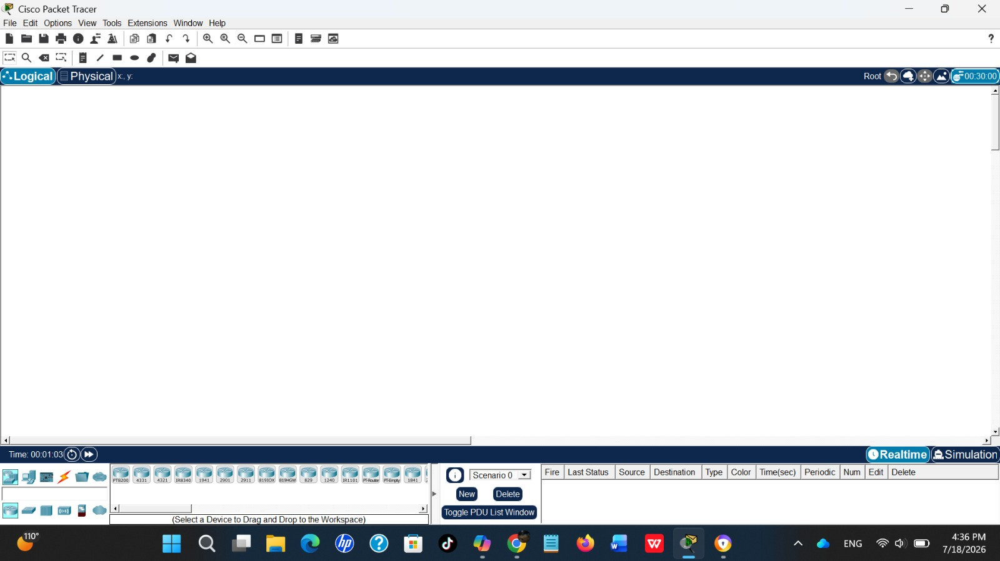 Cisco Packet Tracer
File Edit Options View Tools Extensions Window Help
?
Logical Physical x:, y: Root 00:30:00
Time: 00:01:03 Realtime Simulation
PT8200 4331 4321 IR8340 1941 2901 2911 819IOX 819HGW 829 1240 IR1101 PT-Router PT-Empty 1841
(Select a Device to Drag and Drop to the Workspace)
Scenario 0
New Delete
Toggle PDU List Window
Fire Last Status Source Destination Type Color Time(sec) Periodic Num Edit Delete
110°
ENG
4:36 PM
7/18/2026